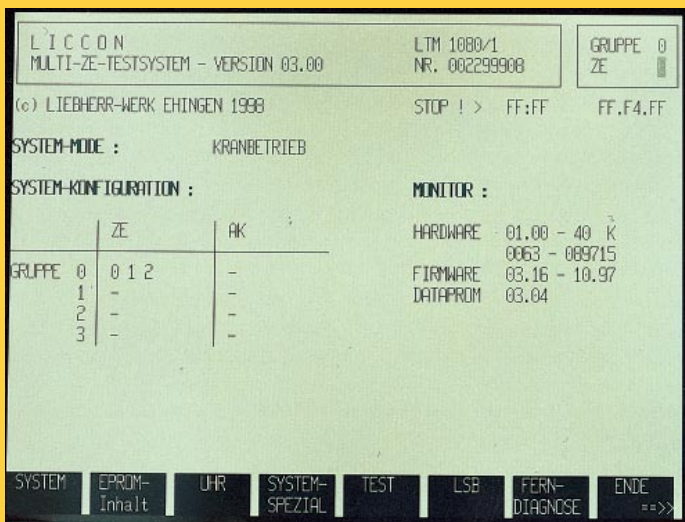 LICCON
MULTI-ZE-TESTSYSTEM - VERSION 03.00
LTM 1080/1
NR. 002299908
GRUPPE 0
ZE
(c) LIEBHERR-WERK EHINGEN 1998
STOP ! > FF:FF FF.F4.FF
SYSTEM-MODE : KRANBETRIEB
SYSTEM-KONFIGURATION :
ZE AK
GRUPPE 0 0 1 2 -
1 - -
2 - -
3 - -
MONITOR :
HARDWARE 01.00 - 40 K
0063 - 089715
FIRMWARE 03.16 - 10.97
DATAPROM 03.04
SYSTEM
EPROM-
Inhalt
UHR
SYSTEM-
SPEZIAL
TEST
LSB
FERN-
DIAGNOSE
ENDE
==>>